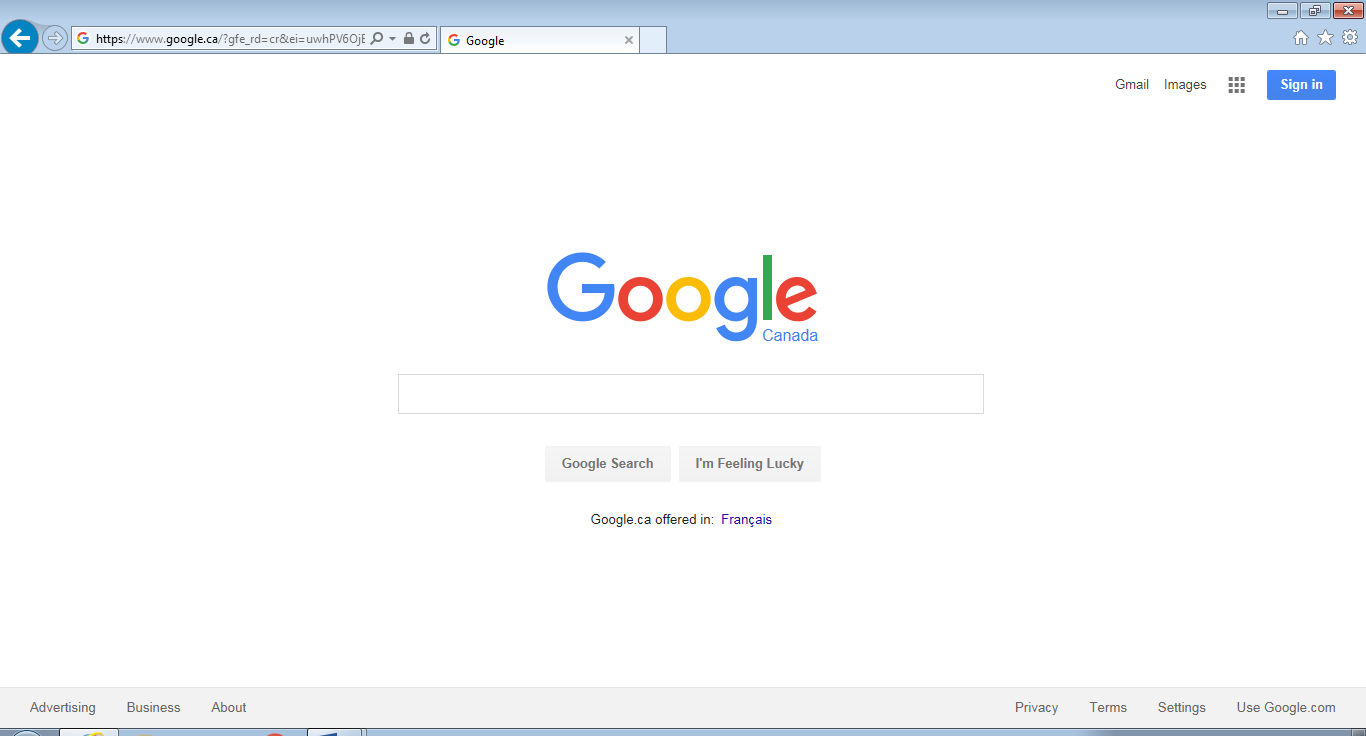 https://www.google.ca/?gfe_rd=cr&ei=uwhPV6OjE
Google
Gmail Images Sign in
Google
Canada
Google Search I'm Feeling Lucky
Google.ca offered in: Français
Advertising Business About Privacy Terms Settings Use Google.com